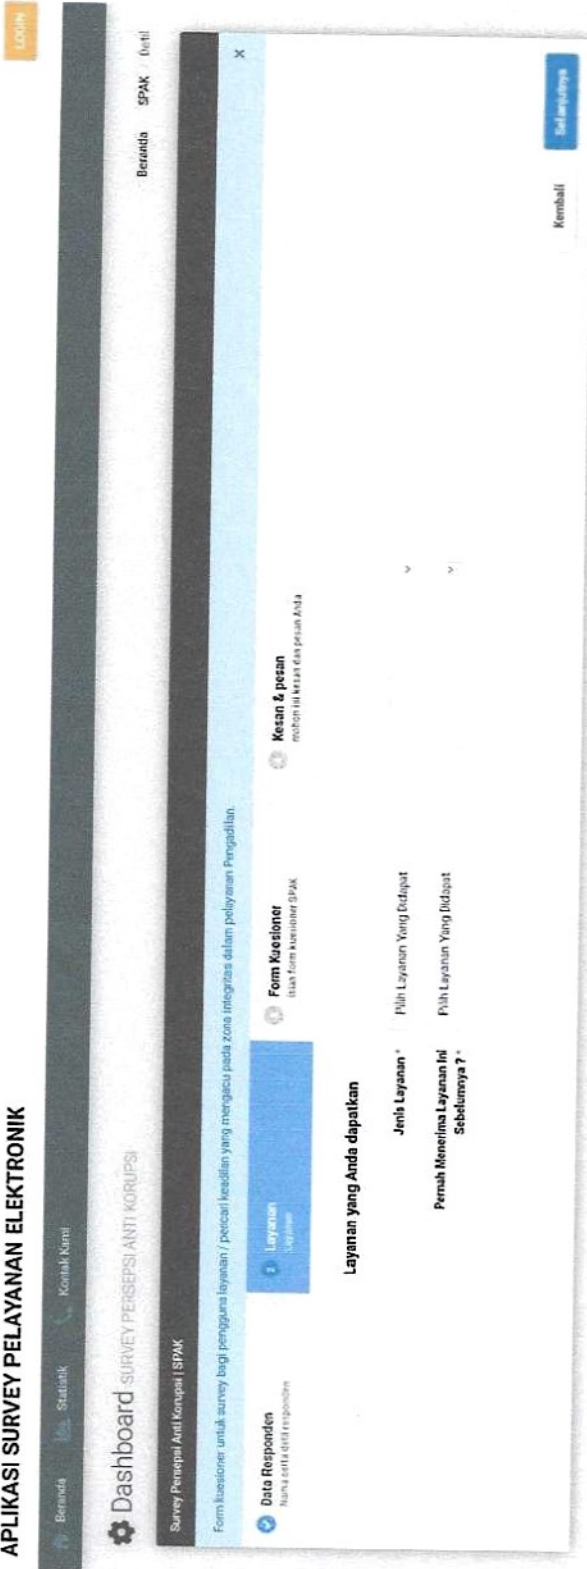 APLIKASI SURVEY PELAYANAN ELEKTRONIK
LOGIN
Beranda Statistik Kontak Kami
Dashboard SURVEY PERSEPSI ANTI KORUPSI
Beranda SPAK / Detil
Survey Persepsi Anti Korupsi | SPAK
Form kuesioner untuk survey bagi pengguna layanan / pencari keadilan yang mengacu pada zona integritas dalam pelayanan Pengadilan.
x
Data Responden
Nama serta data responden
2 Layanan
Layanan
Form Kuesioner
isian form kuesioner SPAK
Kesan & pesan
mohon isi kesan dan pesan Anda
Layanan yang Anda dapatkan
Jenis Layanan *
Pilih Layanan Yang Didapat
Pernah Menerima Layanan Ini
Sebelumnya ? *
Pilih Layanan Yang Didapat
Kembali
Selanjutnya